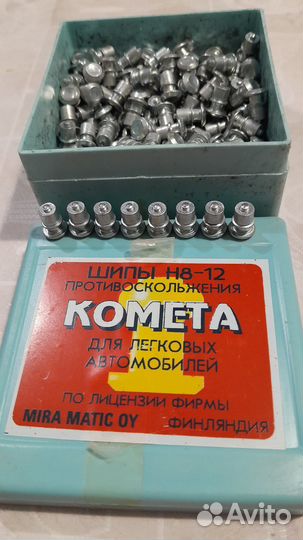 ШИПЫ Н8-12
ПРОТИВОСКОЛЬЖЕНИЯ
КОМЕТА
ДЛЯ ЛЕГКОВЫХ
АВТОМОБИЛЕЙ
ПО ЛИЦЕНЗИИ ФИРМЫ
MIRA MATIC OY ФИНЛЯНДИЯ
Avito